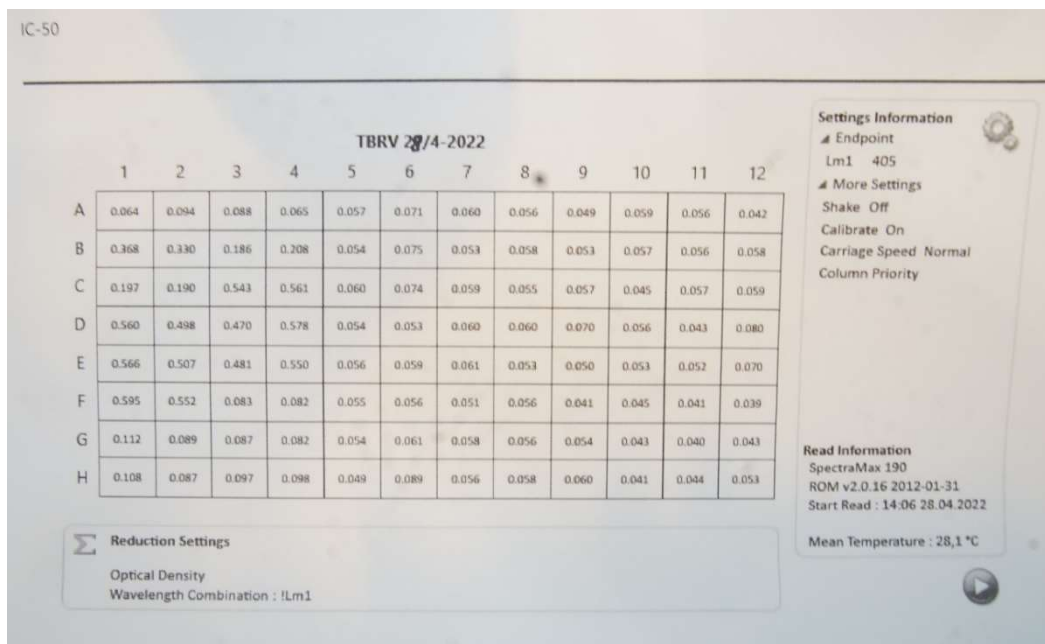 IC-50
TBRV 28/4-2022
1 2 3 4 5 6 7 8 9 10 11 12
A 0.064 0.094 0.088 0.065 0.057 0.071 0.060 0.056 0.049 0.059 0.056 0.042
B 0.368 0.330 0.186 0.208 0.054 0.075 0.053 0.058 0.053 0.057 0.056 0.058
C 0.197 0.190 0.543 0.561 0.060 0.074 0.059 0.055 0.057 0.045 0.057 0.059
D 0.560 0.498 0.470 0.578 0.054 0.053 0.060 0.060 0.070 0.056 0.043 0.080
E 0.566 0.507 0.481 0.550 0.056 0.059 0.061 0.053 0.050 0.053 0.052 0.070
F 0.595 0.552 0.083 0.082 0.055 0.056 0.051 0.056 0.041 0.045 0.041 0.039
G 0.112 0.089 0.087 0.082 0.054 0.061 0.058 0.056 0.054 0.043 0.040 0.043
H 0.108 0.087 0.097 0.098 0.049 0.089 0.056 0.058 0.060 0.041 0.044 0.053
Settings Information
Endpoint
Lm1 405
More Settings
Shake Off
Calibrate On
Carriage Speed Normal
Column Priority
Read Information
SpectraMax 190
ROM v2.0.16 2012-01-31
Start Read : 14:06 28.04.2022
Mean Temperature : 28,1 °C
Reduction Settings
Optical Density
Wavelength Combination : !Lm1